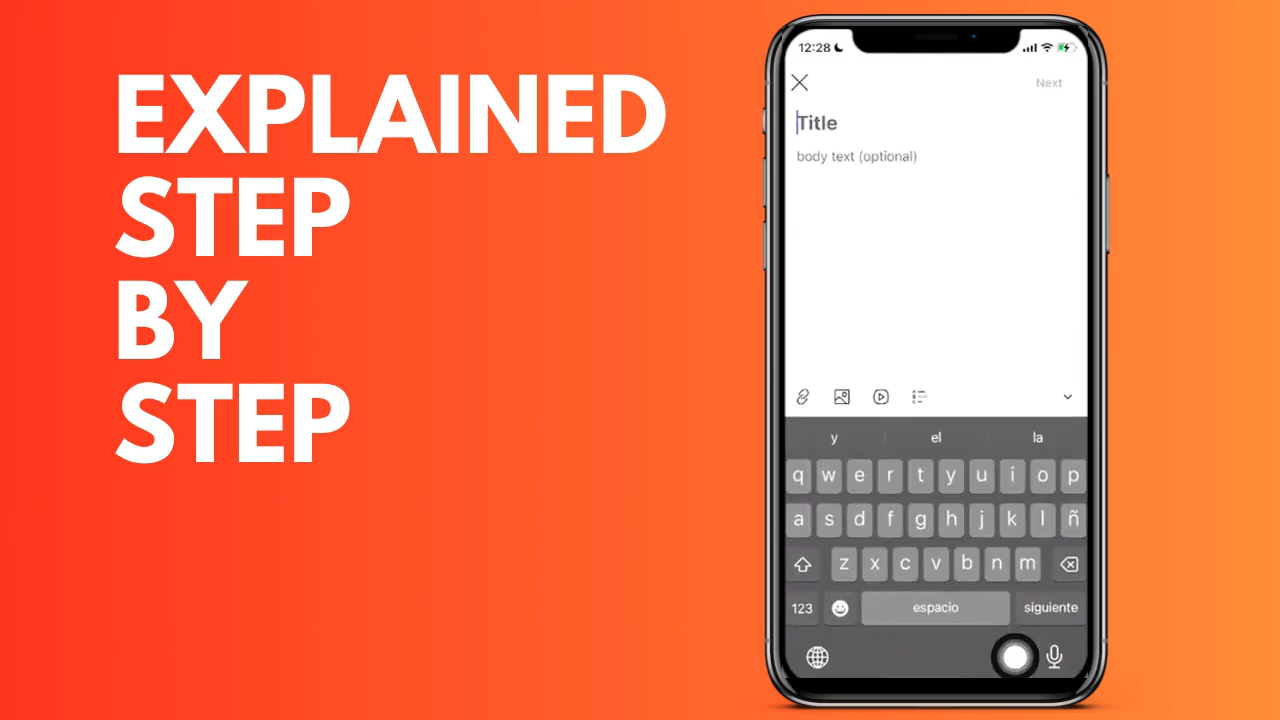 EXPLAINED
STEP
BY
STEP
12:28
Next
Title
body text (optional)
y el la
q w e r t y u i o p
a s d f g h j k l ñ
z x c v b n m
123 espacio siguiente